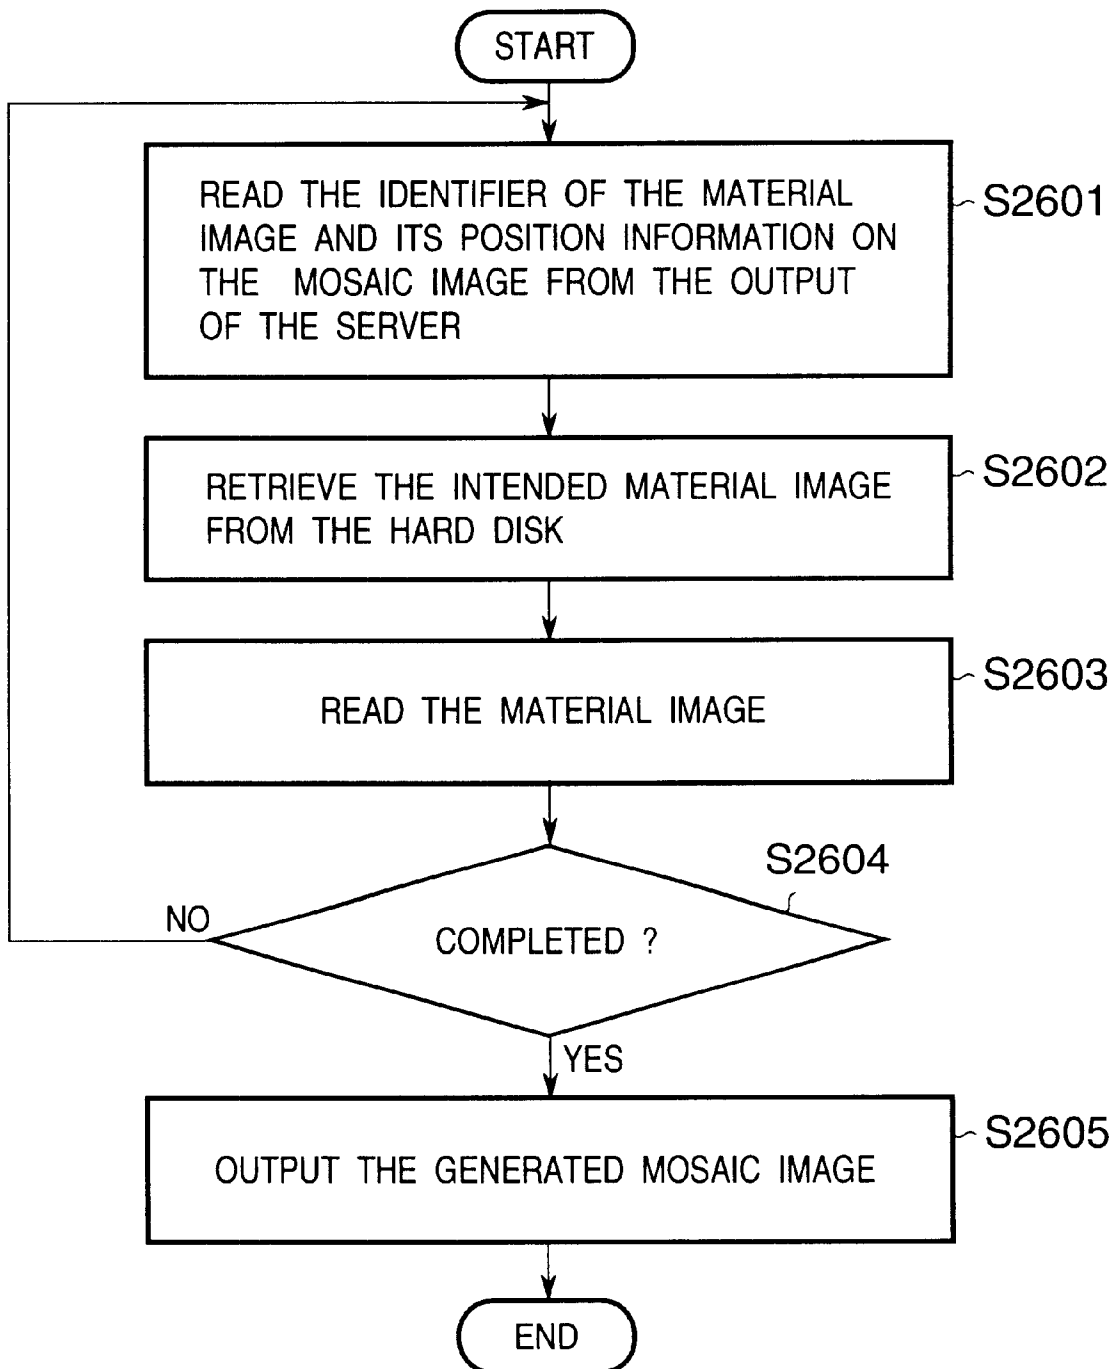 START
READ THE IDENTIFIER OF THE MATERIAL
IMAGE AND ITS POSITION INFORMATION ON
THE MOSAIC IMAGE FROM THE OUTPUT
OF THE SERVER
S2601
RETRIEVE THE INTENDED MATERIAL IMAGE
FROM THE HARD DISK
S2602
READ THE MATERIAL IMAGE
S2603
S2604
NO
COMPLETED ?
YES
OUTPUT THE GENERATED MOSAIC IMAGE
S2605
END